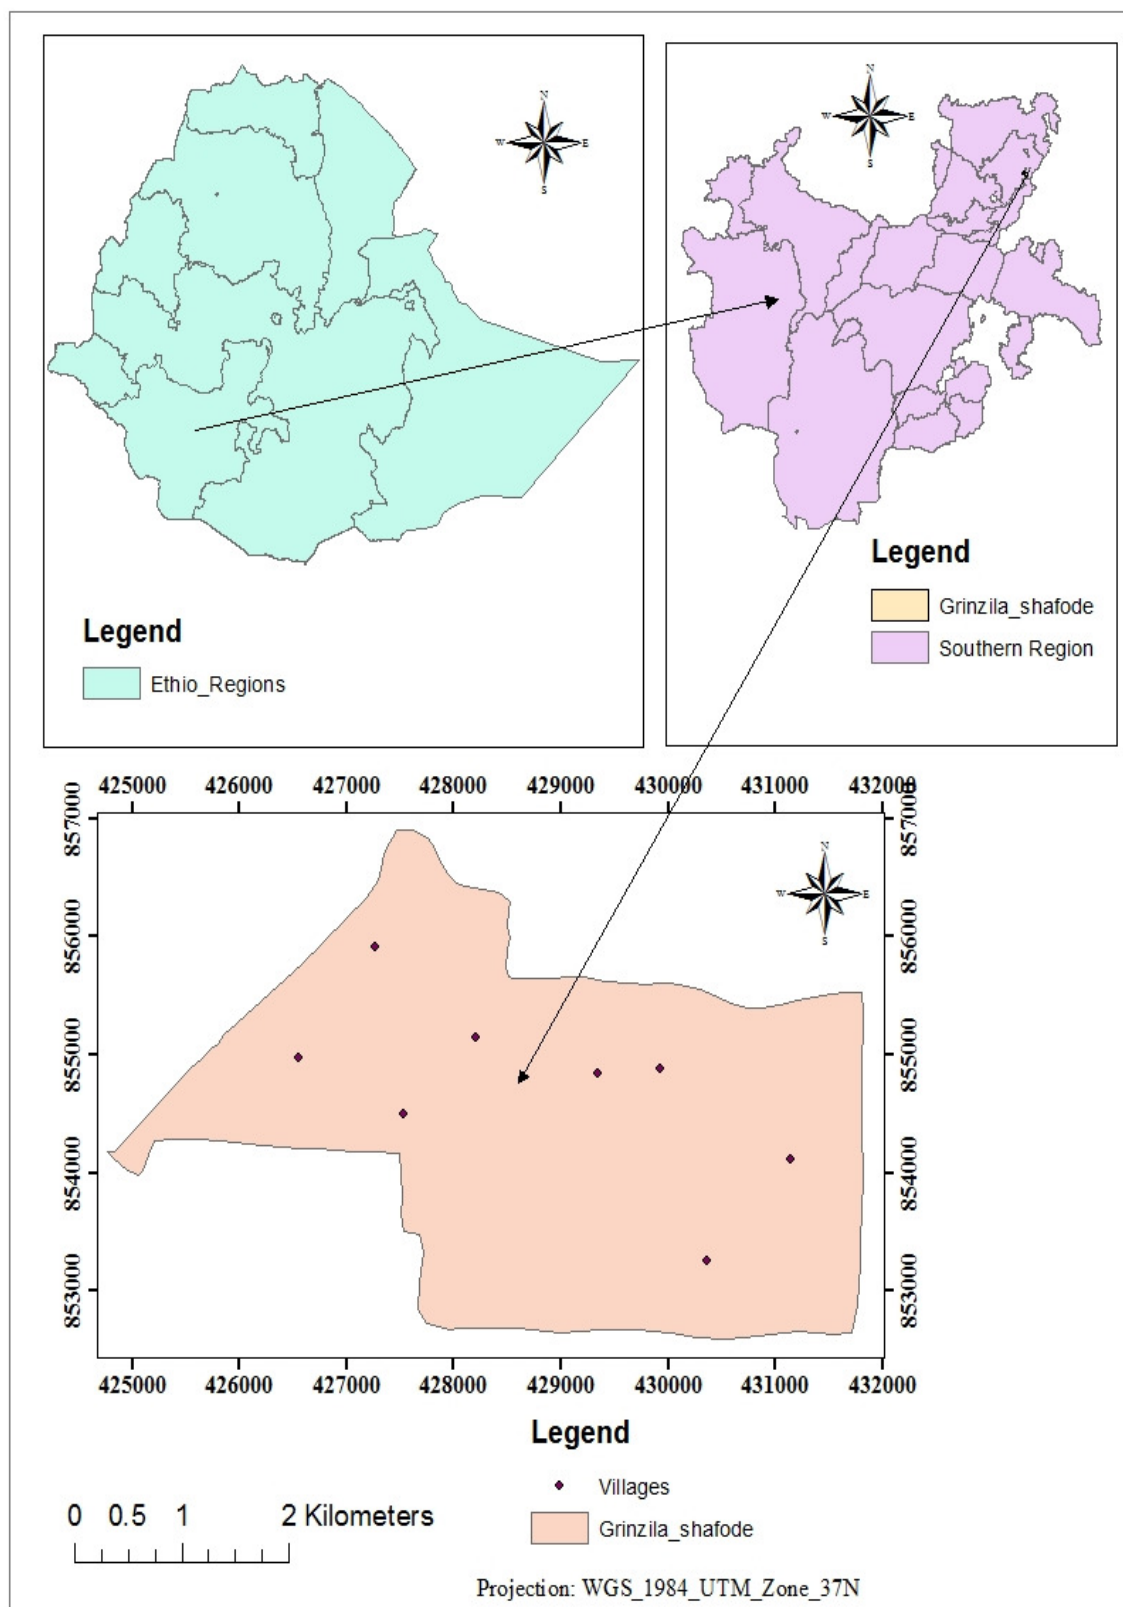 N
W E
S
Legend
Ethio_Regions
N
W E
S
Legend
Grinzila_shafode
Southern Region
425000 426000 427000 428000 429000 430000 431000 432000
857000 857000
N
W E
S
856000 856000
855000 855000
854000 854000
853000 853000
425000 426000 427000 428000 429000 430000 431000 432000
Legend
Villages
Grinzila_shafode
0 0.5 1 2 Kilometers
Projection: WGS_1984_UTM_Zone_37N